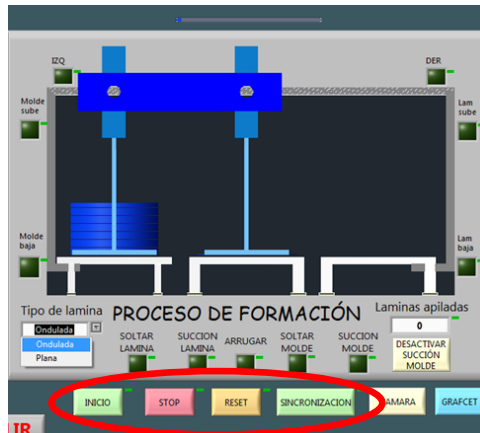 IZQ
DER
Molde
sube
Lam
sube
Molde
baja
Lam
baja
Tipo de lamina
PROCESO DE FORMACIÓN
Laminas apiladas
Ondulada
0
Ondulada
Plana
SOLTAR
LAMINA
SUCCION
LAMINA
ARRUGAR
SOLTAR
MOLDE
SUCCION
MOLDE
DESACTIVAR
SUCCIÓN
MOLDE
INICIO
STOP
RESET
SINCRONIZACION
AMARA
GRAFCET
IR